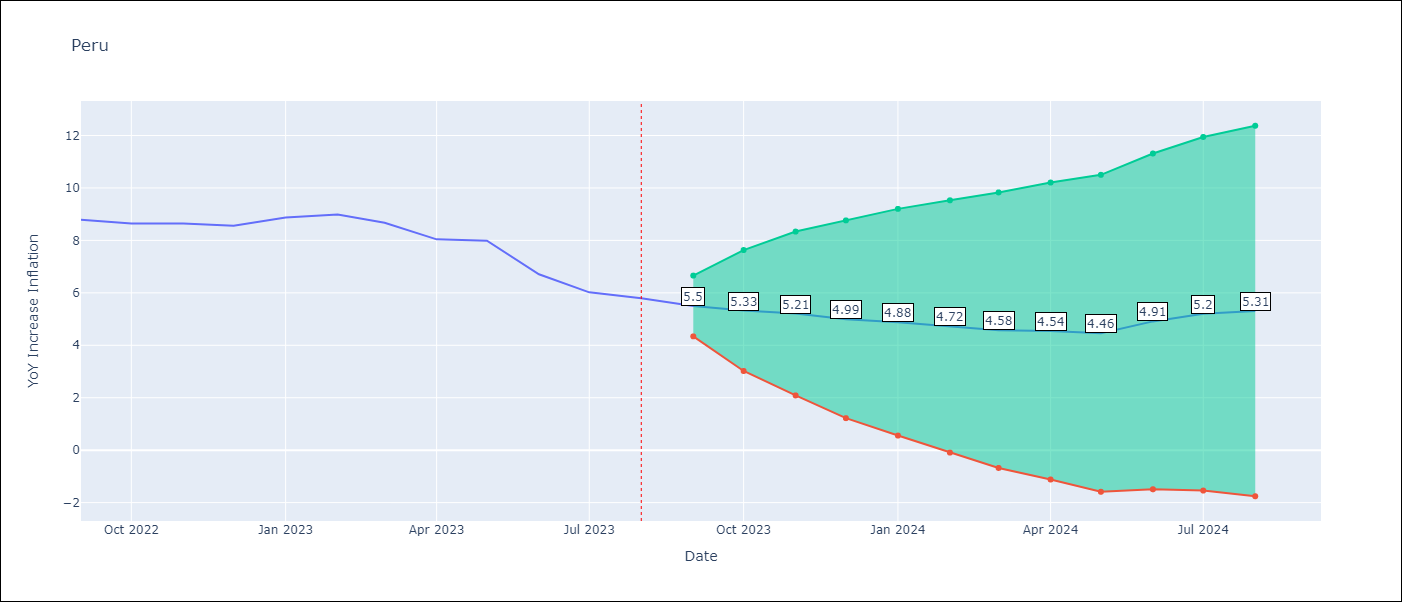 Peru
YoY Increase Inflation
12
10
8
6
4
2
0
−2
5.5
5.33
5.21
4.99
4.88
4.72
4.58
4.54
4.46
4.91
5.2
5.31
Oct 2022
Jan 2023
Apr 2023
Jul 2023
Oct 2023
Jan 2024
Apr 2024
Jul 2024
Date